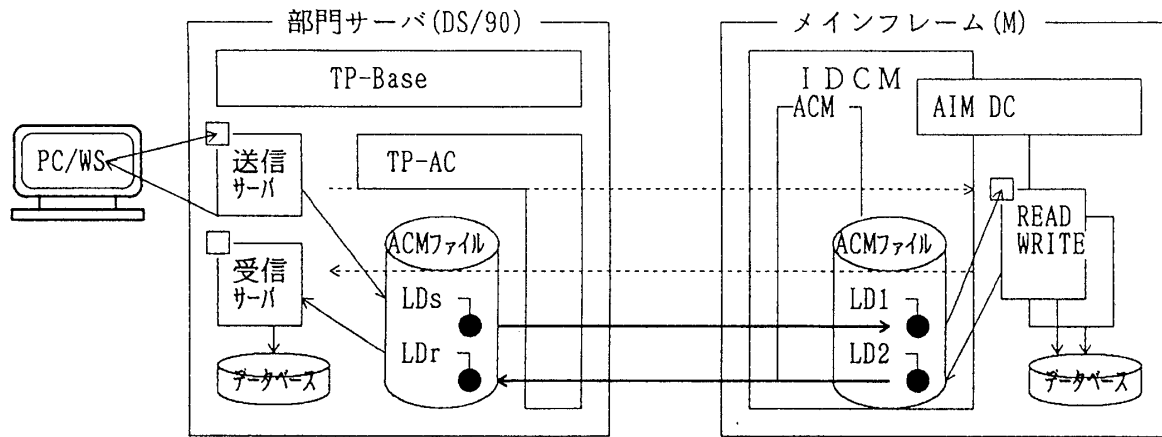 部門サーバ(DS/90)
メインフレーム(M)
TP-Base
IDCM
ACM
AIM DC
PC/WS
送信
サーバ
TP-AC
READ
WRITE
ACMファイル
ACMファイル
受信
サーバ
LDs
LD1
LDr
LD2
データベース
データベース